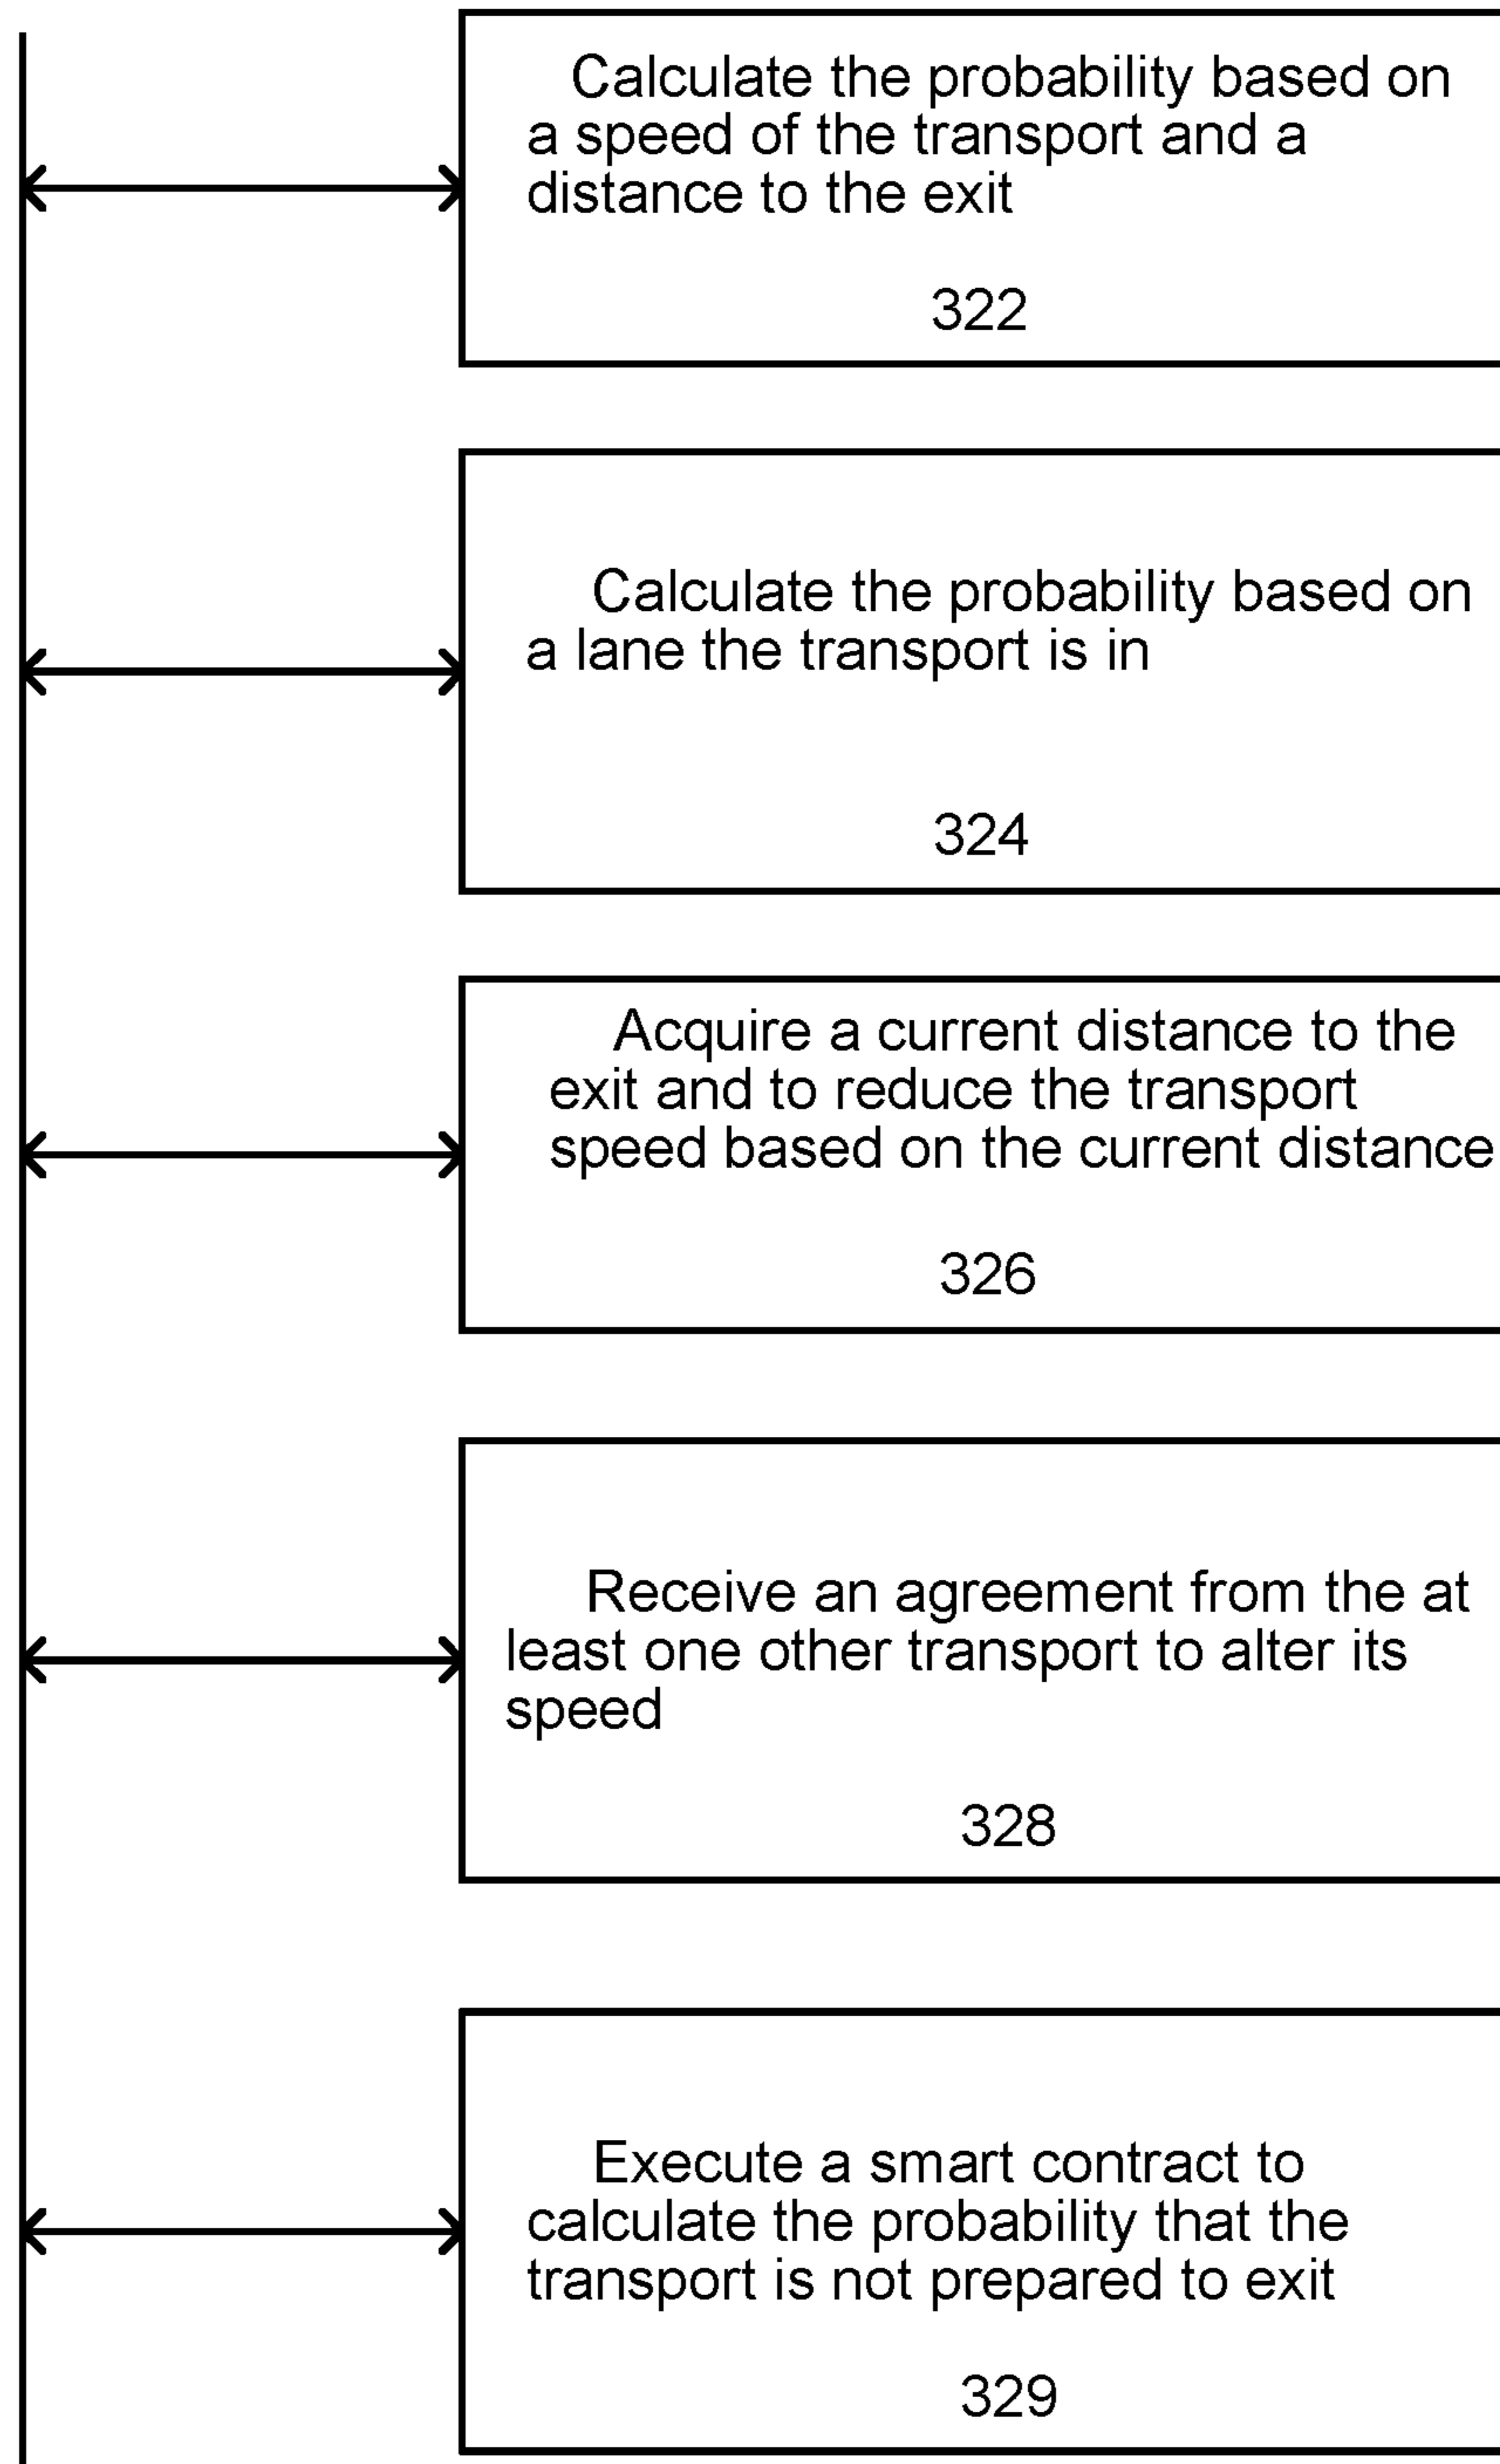 Calculate the probability based on
a speed of the transport and a
distance to the exit
322
Calculate the probability based on
a lane the transport is in
324
Acquire a current distance to the
exit and to reduce the transport
speed based on the current distance
326
Receive an agreement from the at
least one other transport to alter its
speed
328
Execute a smart contract to
calculate the probability that the
transport is not prepared to exit
329